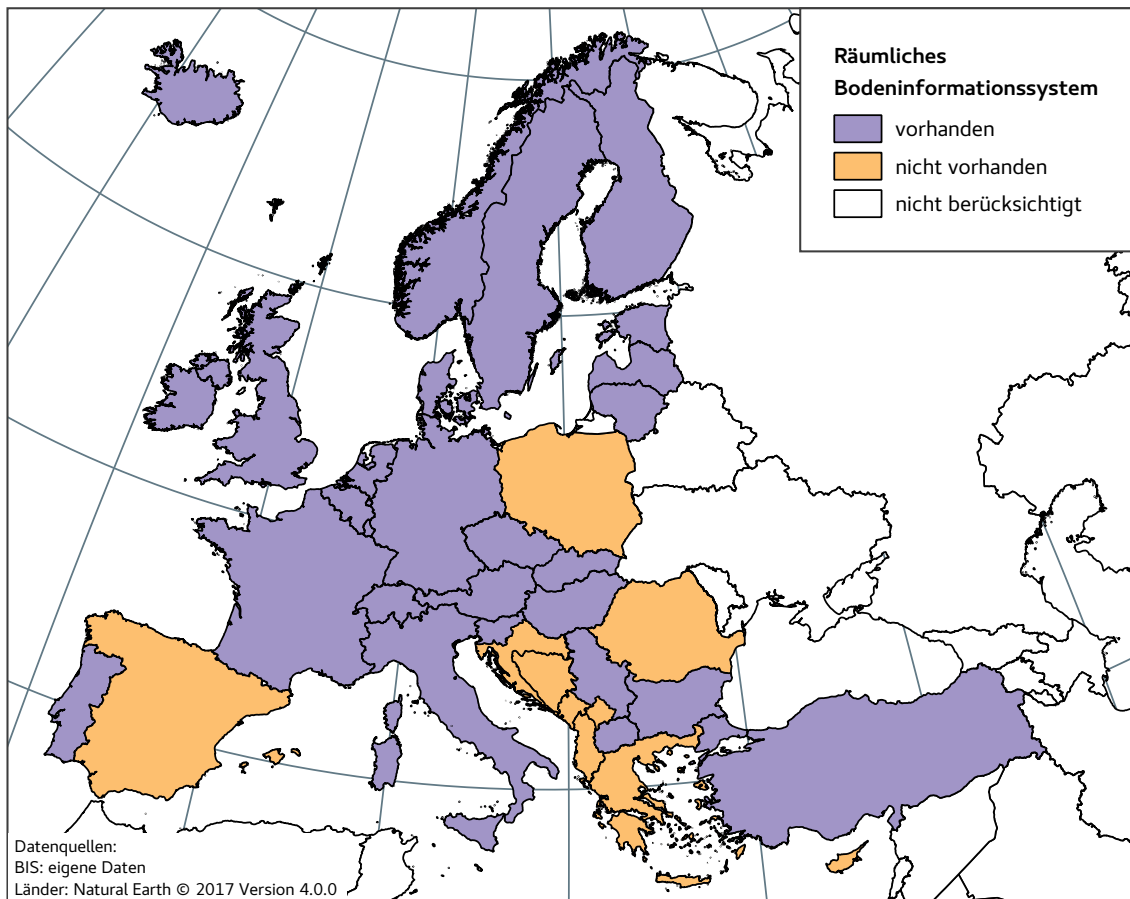 Räumliches
Bodeninformationssystem
vorhanden
nicht vorhanden
nicht berücksichtigt
Datenquellen:
BIS: eigene Daten
Länder: Natural Earth © 2017 Version 4.0.0